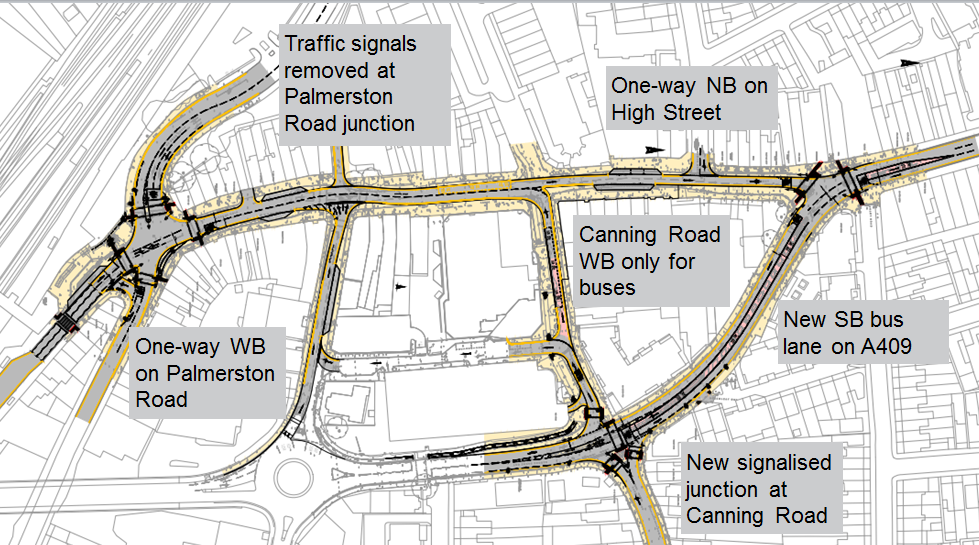 Traffic signals
removed at
Palmerston
Road junction
One-way NB on
High Street
Canning Road
WB only for
buses
New SB bus
lane on A409
One-way WB
on Palmerston
Road
New signalised
junction at
Canning Road